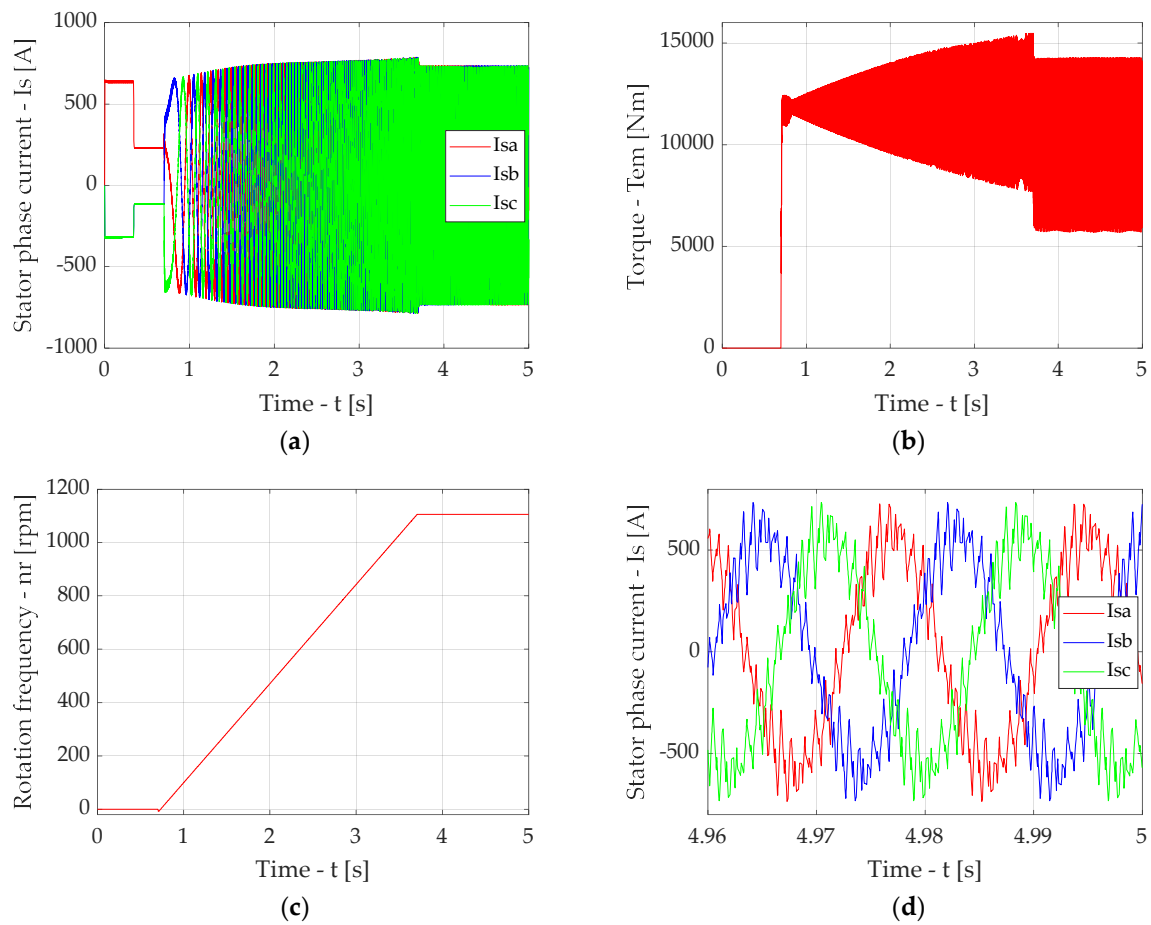 1000
500
0
-500
-1000
Stator phase current - Is [A]
Isa
Isb
Isc
0
1
2
3
4
5
Time - t [s]
(a)
15000
10000
5000
0
Torque - Tem [Nm]
0
1
2
3
4
5
Time - t [s]
(b)
1200
1000
800
600
400
200
0
Rotation frequency - nr [rpm]
0
1
2
3
4
5
Time - t [s]
(c)
500
0
-500
Stator phase current - Is [A]
Isa
Isb
Isc
4.96
4.97
4.98
4.99
5
Time - t [s]
(d)